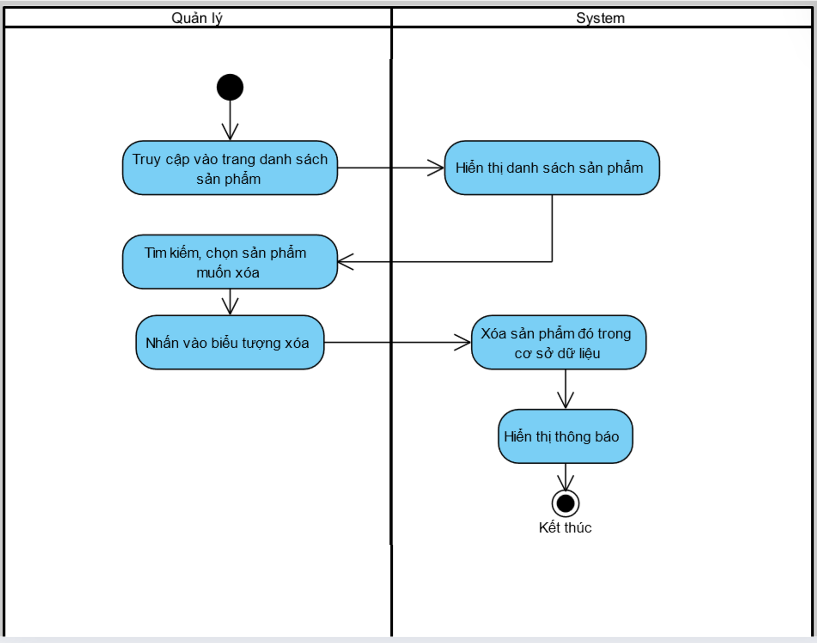 Quản lý
System
Truy cập vào trang danh sách
sản phẩm
Hiển thị danh sách sản phẩm
Tìm kiếm, chọn sản phẩm
muốn xóa
Nhấn vào biểu tượng xóa
Xóa sản phẩm đó trong
cơ sở dữ liệu
Hiển thị thông báo
Kết thúc